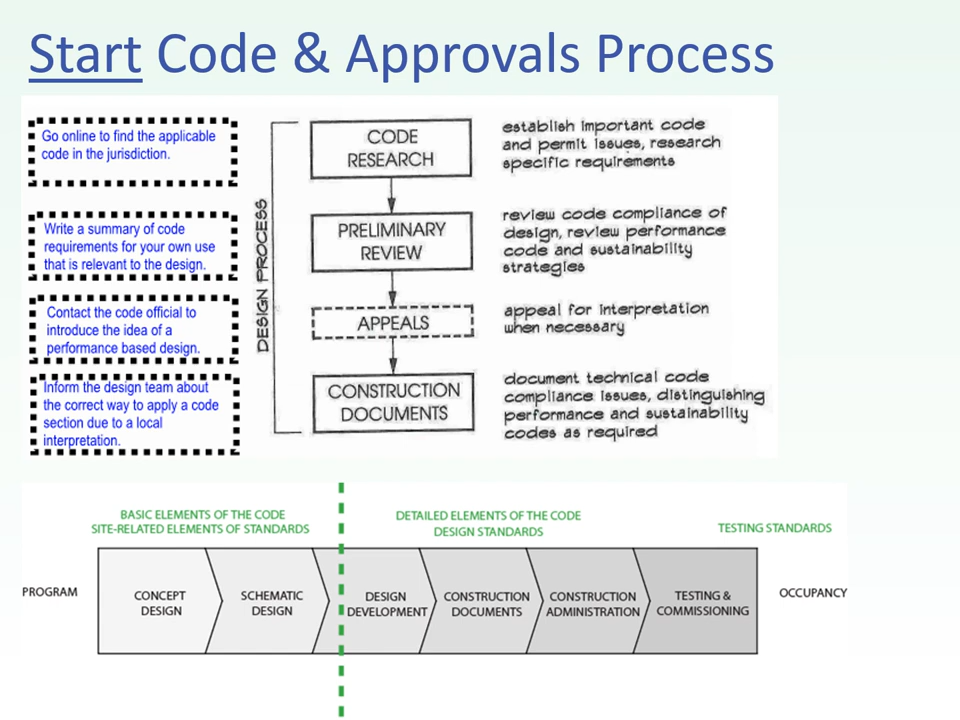 Start Code & Approvals Process
Go online to find the applicable
code in the jurisdiction.
Write a summary of code
requirements for your own use
that is relevant to the design.
Contact the code official to
introduce the idea of a
performance based design.
Inform the design team about
the correct way to apply a code
section due to a local
interpretation.
DESIGN PROCESS
CODE
RESEARCH
establish important code
and permit issues, research
specific requirements
PRELIMINARY
REVIEW
review code compliance of
design, review performance
code and sustainability
strategies
APPEALS
appeal for interpretation
when necessary
CONSTRUCTION
DOCUMENTS
document technical code
compliance issues, distinguishing
performance and sustainability
codes as required
BASIC ELEMENTS OF THE CODE
SITE-RELATED ELEMENTS OF STANDARDS
DETAILED ELEMENTS OF THE CODE
DESIGN STANDARDS
TESTING STANDARDS
PROGRAM
CONCEPT
DESIGN
SCHEMATIC
DESIGN
DESIGN
DEVELOPMENT
CONSTRUCTION
DOCUMENTS
CONSTRUCTION
ADMINISTRATION
TESTING &
COMMISSIONING
OCCUPANCY